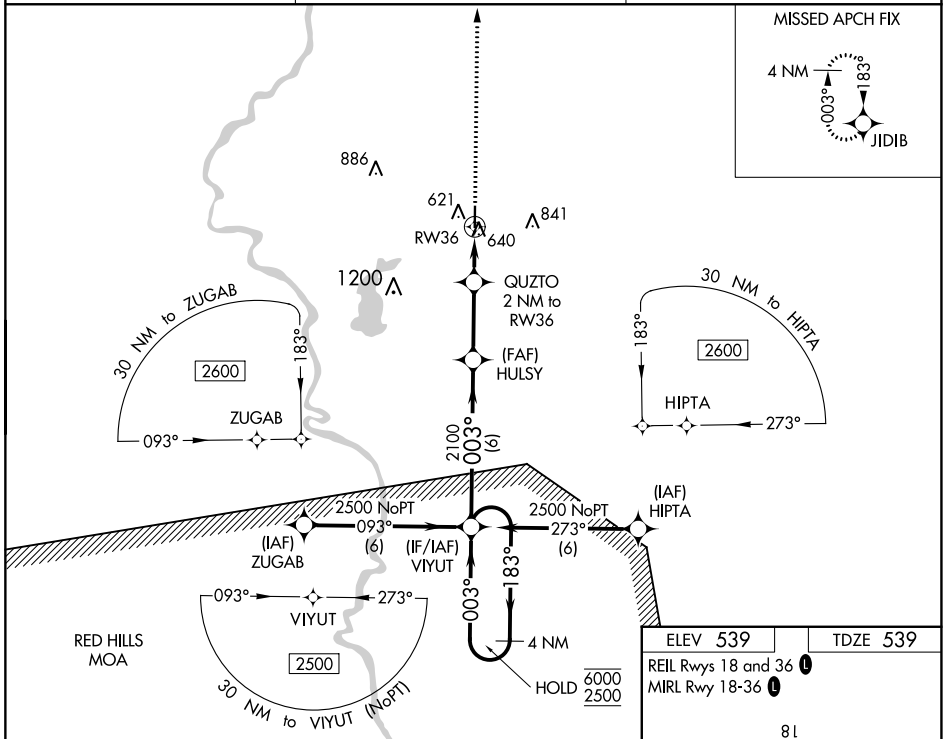 MISSED APCH FIX
4 NM
183°
003°
JIDIB
886
621
841
RW36
640
1200
QUZTO
2 NM to
RW36
30 NM to ZUGAB
183°
2600
ZUGAB
093°
30 NM to HIPTA
183°
2600
HIPTA
273°
(FAF)
HULSY
2100
003°
(6)
2500 NoPT
093°
(6)
2500 NoPT
273°
(6)
(IAF)
HIPTA
(IAF)
ZUGAB
(IF/IAF)
VIYUT
003°
183°
4 NM
HOLD
6000
2500
093°
273°
VIYUT
2500
30 NM to VIYUT (NoPT)
RED HILLS
MOA
ELEV 539
TDZE 539
REIL Rwys 18 and 36 L
MIRL Rwy 18-36 L
18